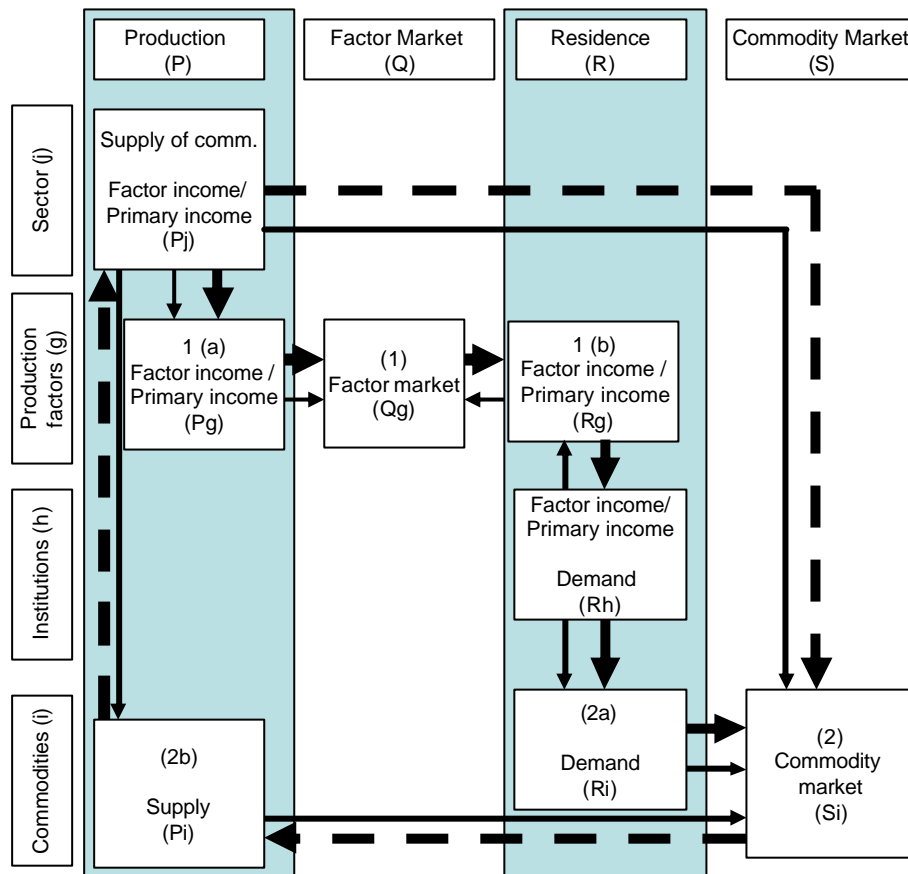 Production
(P)
Factor Market
(Q)
Residence
(R)
Commodity Market
(S)
Sector (j)
Supply of comm.
Factor income/
Primary income
(Pj)
Production
factors (g)
1 (a)
Factor income /
Primary income
(Pg)
(1)
Factor market
(Qg)
1 (b)
Factor income /
Primary income
(Rg)
Institutions (h)
Factor income/
Primary income
Demand
(Rh)
Commodities (i)
(2b)
Supply
(Pi)
(2a)
Demand
(Ri)
(2)
Commodity
market
(Si)